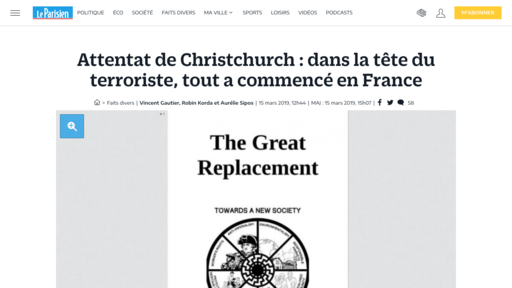 Le Parisien
POLITIQUE ÉCO SOCIÉTÉ FAITS DIVERS MA VILLE SPORTS LOISIRS VIDÉOS PODCASTS
M'ABONNER
Attentat de Christchurch : dans la tête du
terroriste, tout a commencé en France
> Faits divers | Vincent Gautier, Robin Korda et Aurélie Sipos | 15 mars 2019, 12h44 | MAJ : 15 mars 2019, 15h07 | 58
The Great
Replacement
TOWARDS A NEW SOCIETY